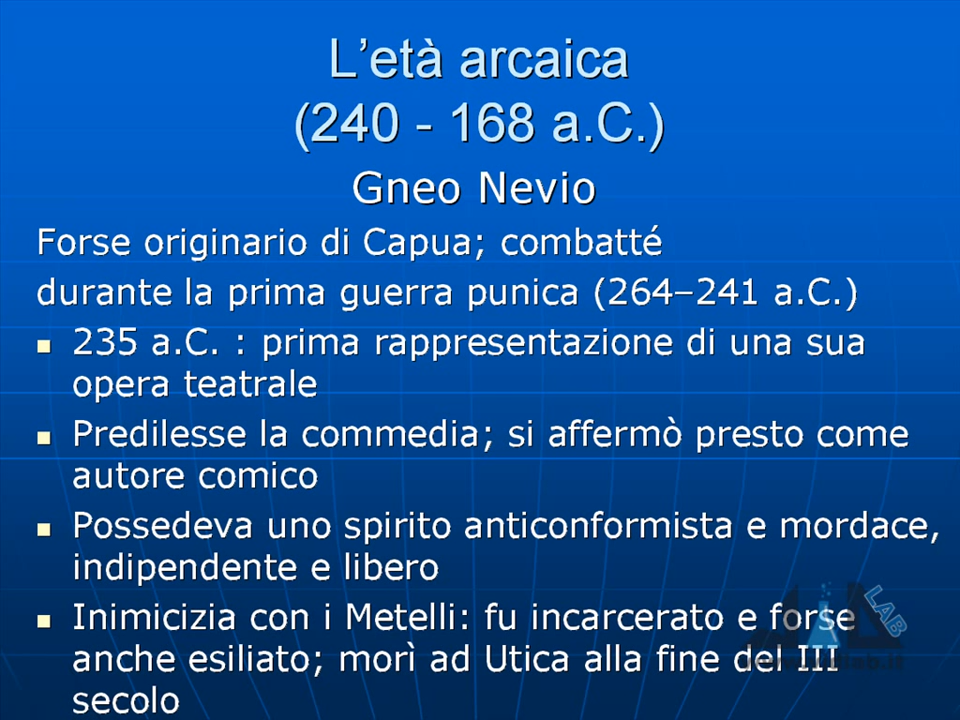 L’età arcaica
(240 - 168 a.C.)
Gneo Nevio
Forse originario di Capua; combatté
durante la prima guerra punica (264–241 a.C.)
235 a.C. : prima rappresentazione di una sua
opera teatrale
Predilesse la commedia; si affermò presto come
autore comico
Possedeva uno spirito anticonformista e mordace,
indipendente e libero
Inimicizia con i Metelli: fu incarcerato e forse
anche esiliato; morì ad Utica alla fine del III
secolo
LAB